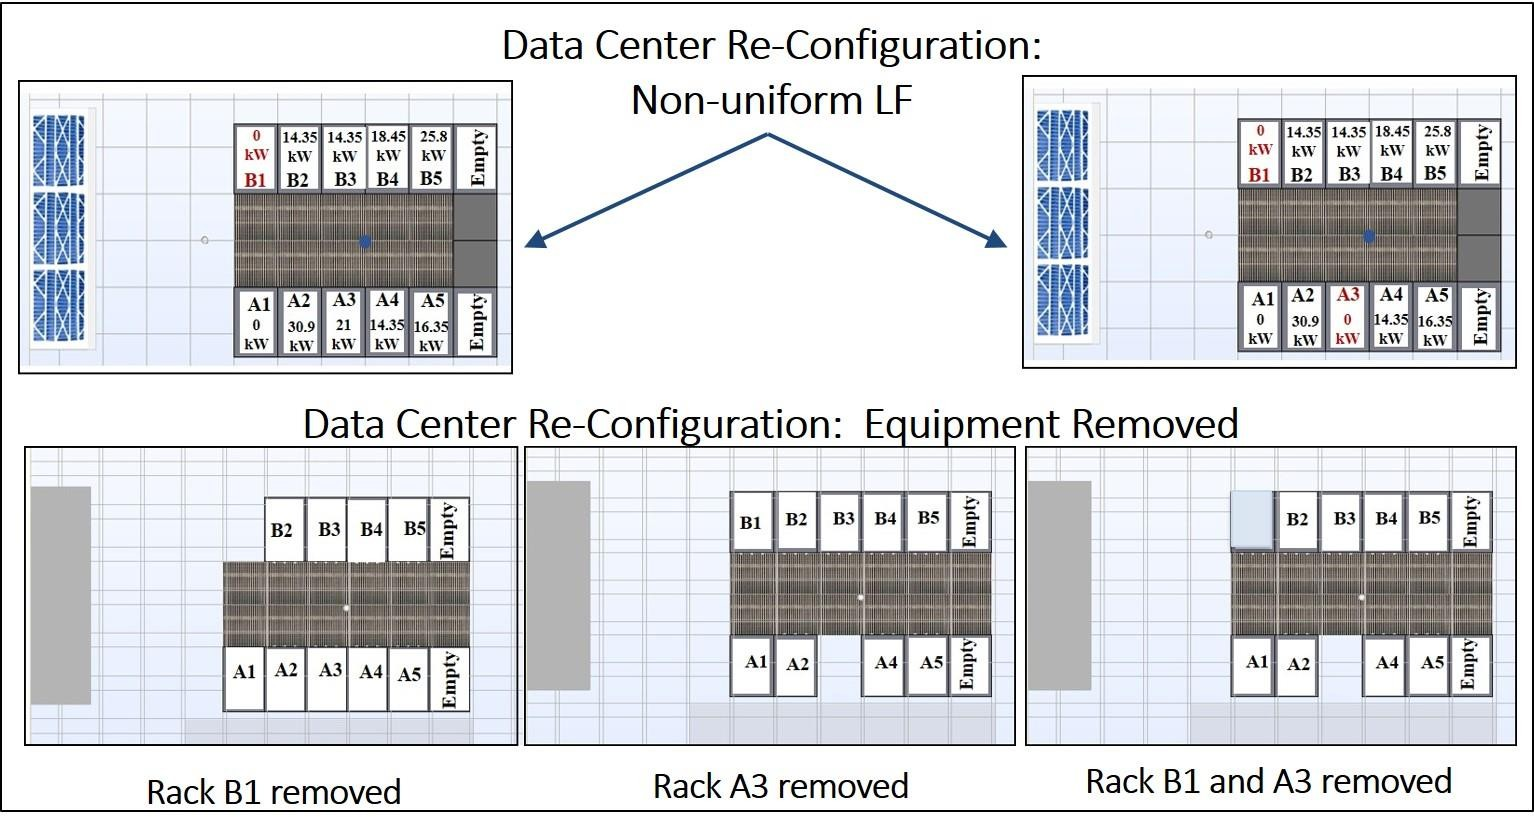 Data Center Re-Configuration:
Non-uniform LF
0 kW B1
14.35 kW B2
14.35 kW B3
18.45 kW B4
25.8 kW B5
Empty
A1 0 kW
A2 30.9 kW
A3 21 kW
A4 14.35 kW
A5 16.35 kW
Empty
0 kW B1
14.35 kW B2
14.35 kW B3
18.45 kW B4
25.8 kW B5
Empty
A1 0 kW
A2 30.9 kW
A3 0 kW
A4 14.35 kW
A5 16.35 kW
Empty
Data Center Re-Configuration: Equipment Removed
B2 B3 B4 B5 Empty
A1 A2 A3 A4 A5 Empty
Rack B1 removed
B1 B2 B3 B4 B5 Empty
A1 A2 A4 A5 Empty
Rack A3 removed
B2 B3 B4 B5 Empty
A1 A2 A4 A5 Empty
Rack B1 and A3 removed